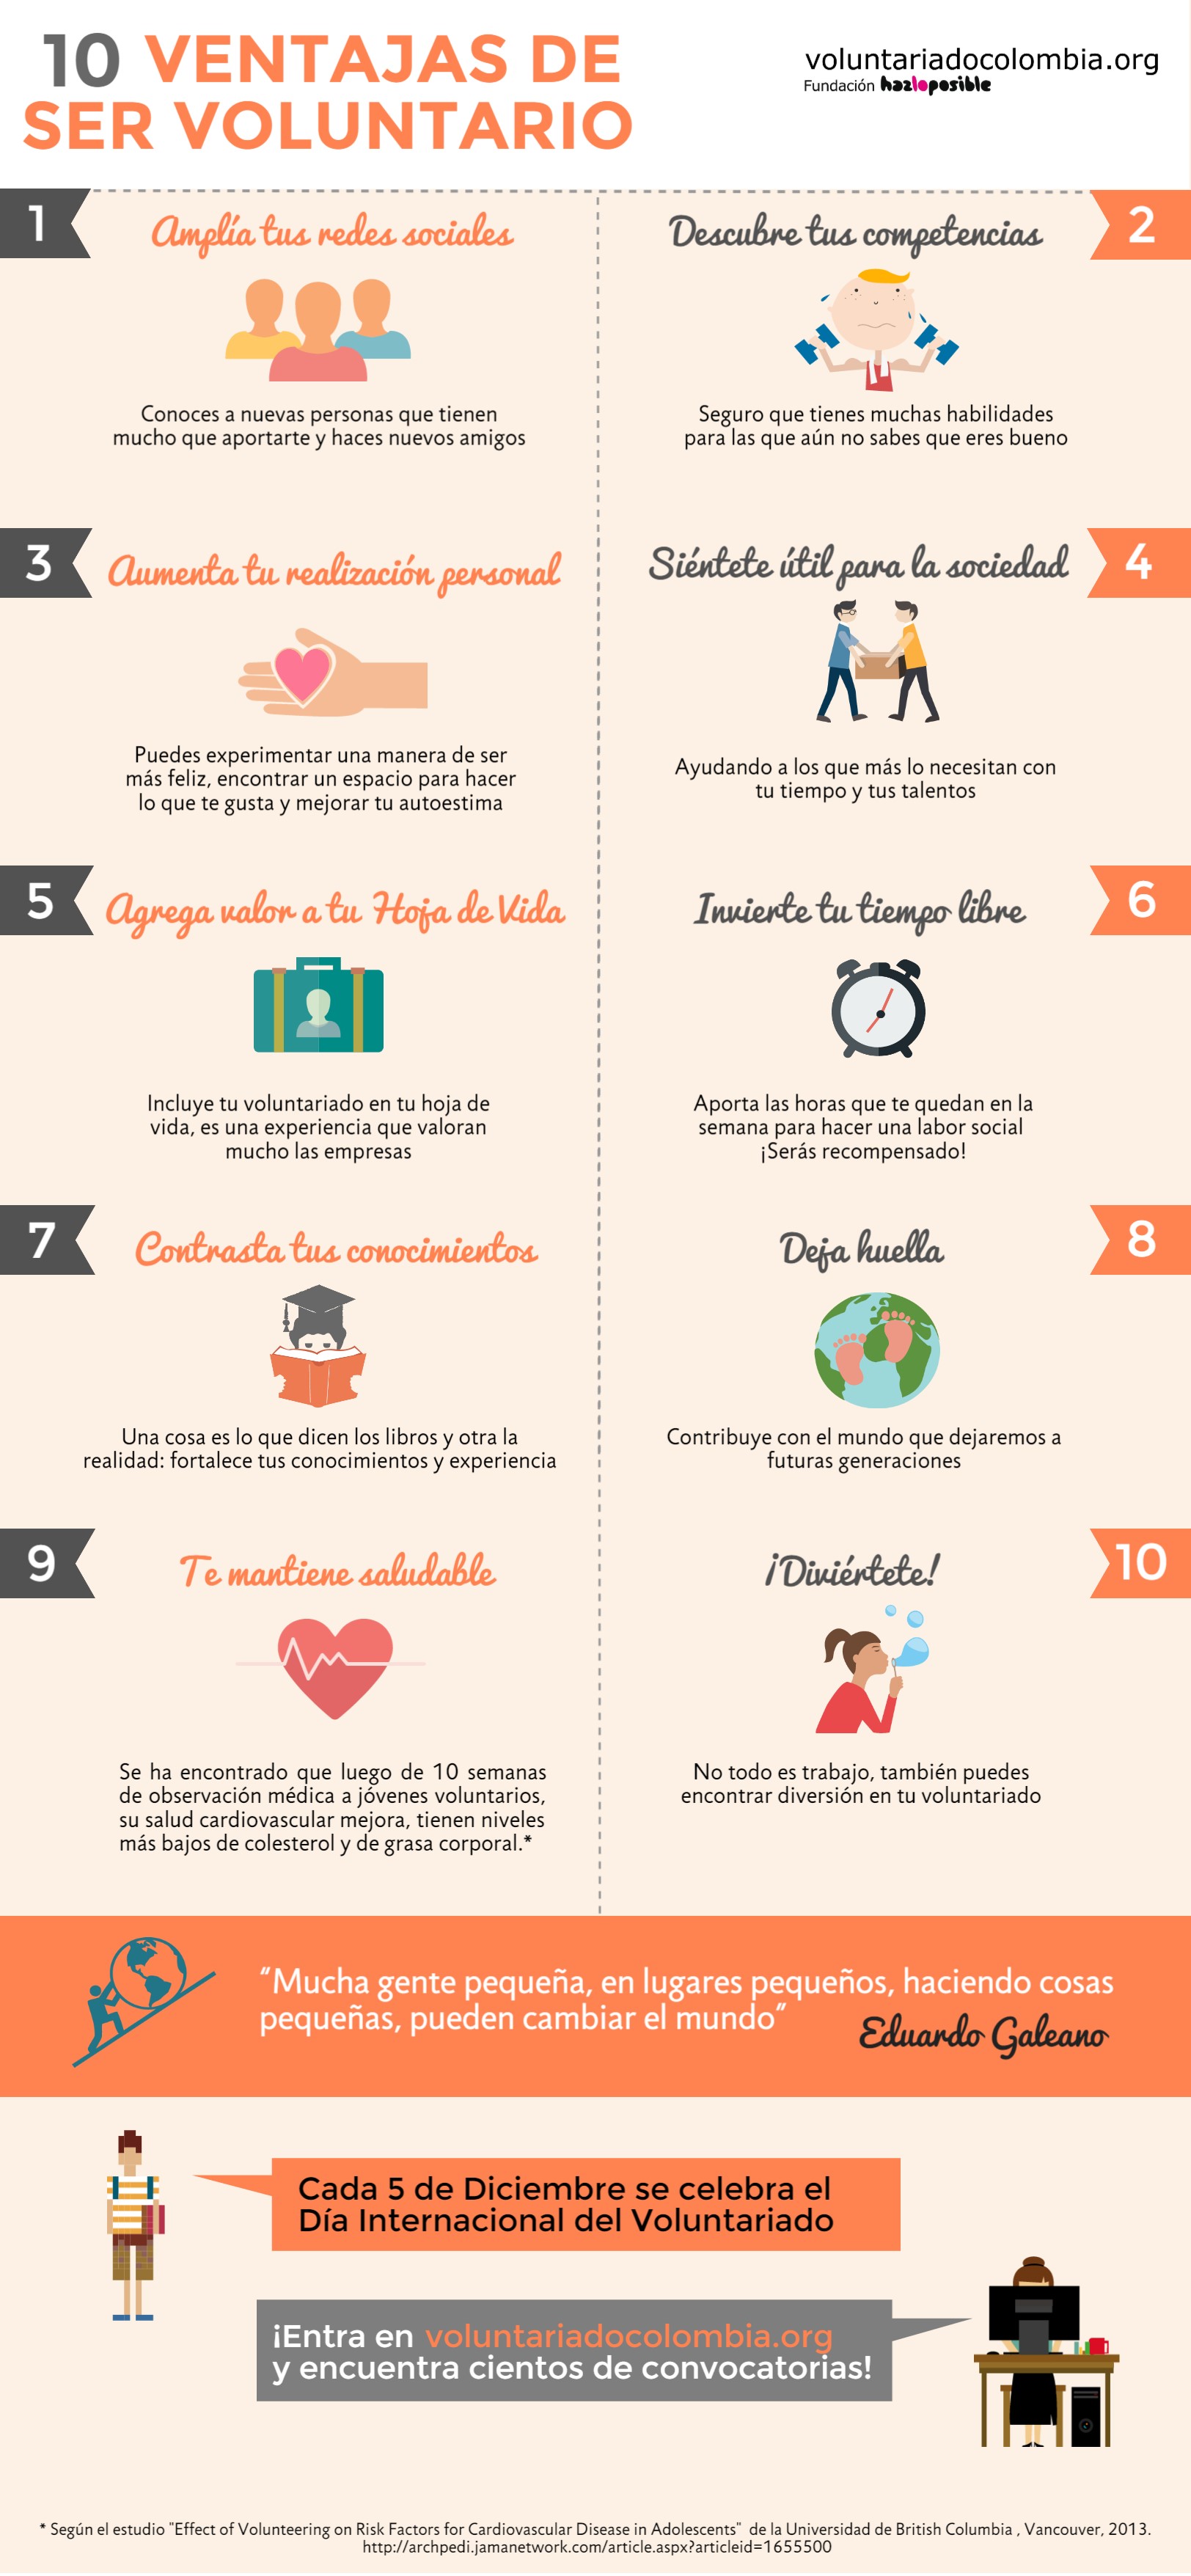 10 VENTAJAS DE
SER VOLUNTARIO
voluntariadocolombia.org
Fundación hazloposible
1
Amplía tus redes sociales
Conoces a nuevas personas que tienen
mucho que aportarte y haces nuevos amigos
2
Descubre tus competencias
Seguro que tienes muchas habilidades
para las que aún no sabes que eres bueno
3
Aumenta tu realización personal
Puedes experimentar una manera de ser
más feliz, encontrar un espacio para hacer
lo que te gusta y mejorar tu autoestima
4
Siéntete útil para la sociedad
Ayudando a los que más lo necesitan con
tu tiempo y tus talentos
5
Agrega valor a tu Hoja de Vida
Incluye tu voluntariado en tu hoja de
vida, es una experiencia que valoran
mucho las empresas
6
Invierte tu tiempo libre
Aporta las horas que te quedan en la
semana para hacer una labor social
¡Serás recompensado!
7
Contrasta tus conocimientos
Una cosa es lo que dicen los libros y otra la
realidad: fortalece tus conocimientos y experiencia
8
Deja huella
Contribuye con el mundo que dejaremos a
futuras generaciones
9
Te mantiene saludable
Se ha encontrado que luego de 10 semanas
de observación médica a jóvenes voluntarios,
su salud cardiovascular mejora, tienen niveles
más bajos de colesterol y de grasa corporal.*
10
¡Diviértete!
No todo es trabajo, también puedes
encontrar diversión en tu voluntariado
"Mucha gente pequeña, en lugares pequeños, haciendo cosas
pequeñas, pueden cambiar el mundo"
Eduardo Galeano
Cada 5 de Diciembre se celebra el
Día Internacional del Voluntariado
¡Entra en voluntariadocolombia.org
y encuentra cientos de convocatorias!
* Según el estudio "Effect of Volunteering on Risk Factors for Cardiovascular Disease in Adolescents" de la Universidad de British Columbia , Vancouver, 2013.
http://archpedi.jamanetwork.com/article.aspx?articleid=1655500